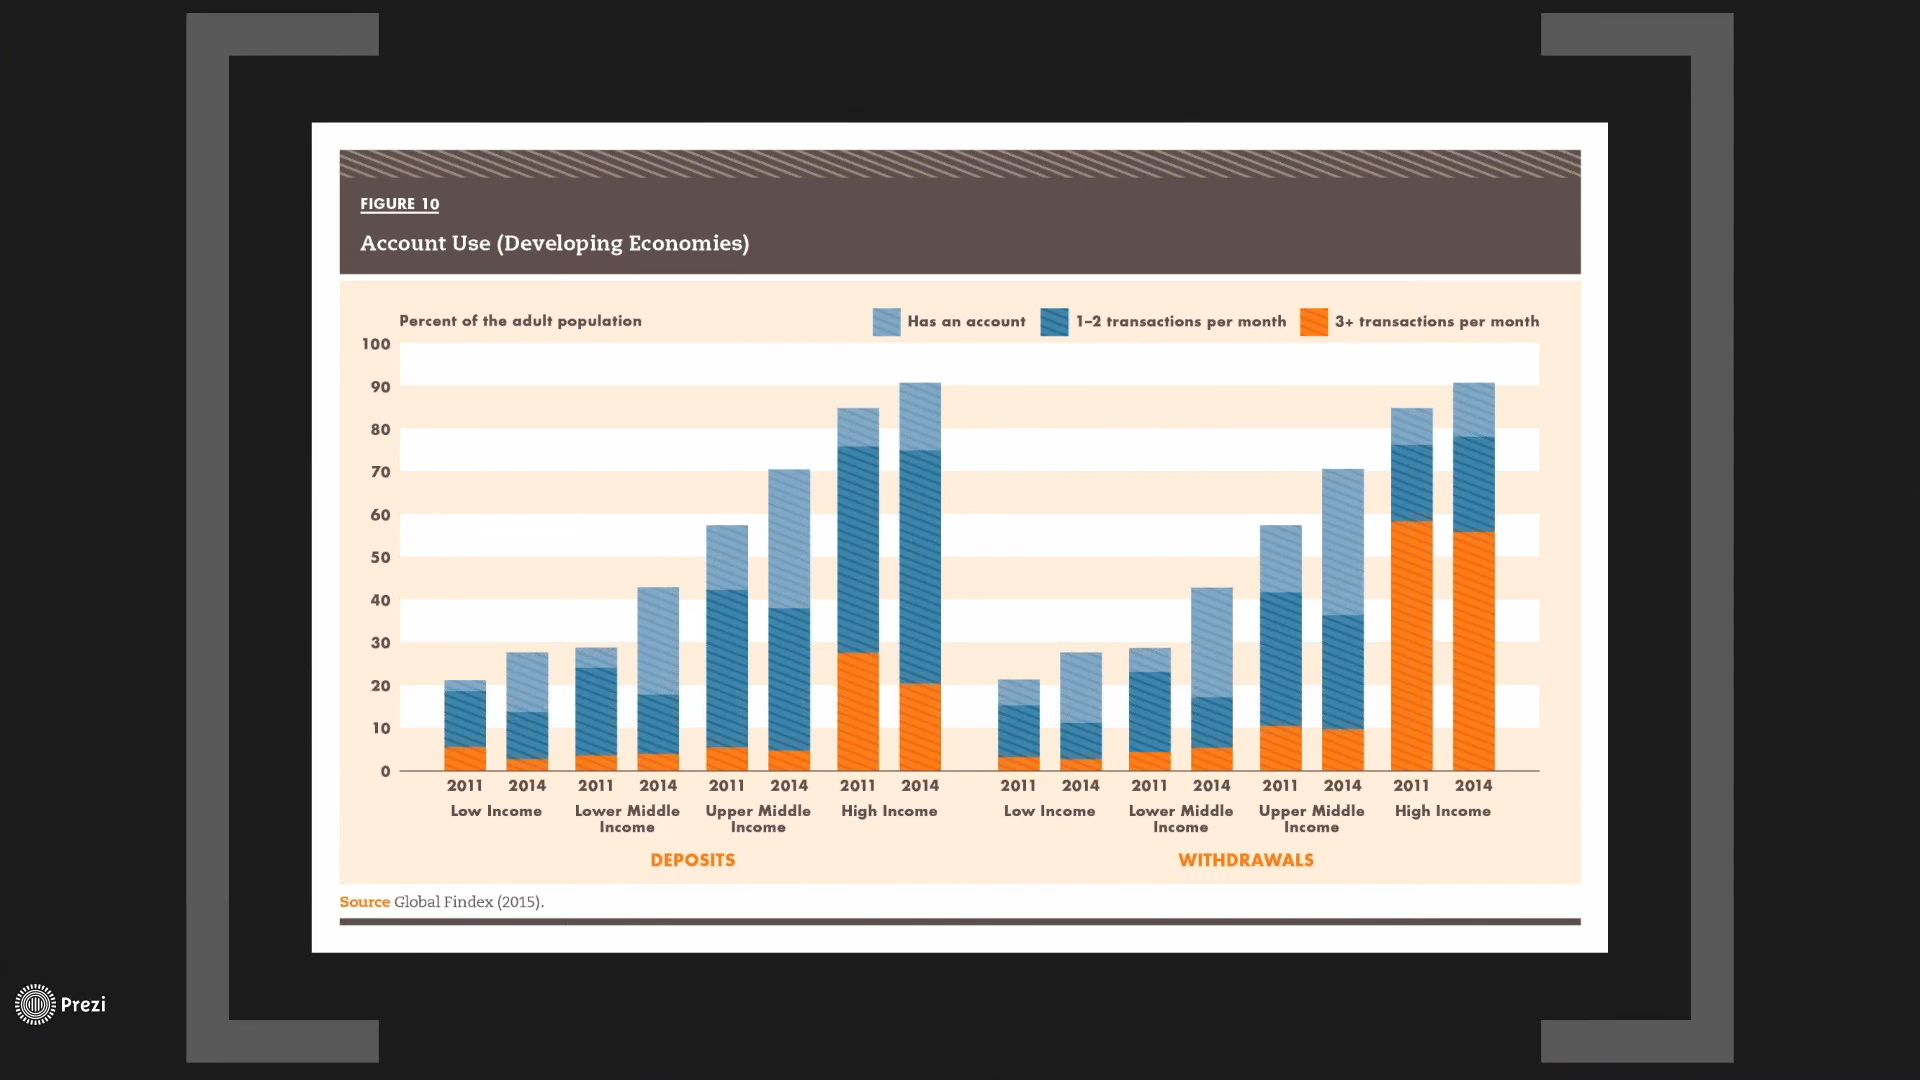 FIGURE 10
Account Use (Developing Economies)
Percent of the adult population
Has an account
1–2 transactions per month
3+ transactions per month
100
90
80
70
60
50
40
30
20
10
0
2011 2014 2011 2014 2011 2014 2011 2014 2011 2014 2011 2014 2011 2014 2011 2014
Low Income Lower Middle Upper Middle High Income Low Income Lower Middle Upper Middle High Income
Income Income Income Income
DEPOSITS WITHDRAWALS
Source Global Findex (2015).
Prezi